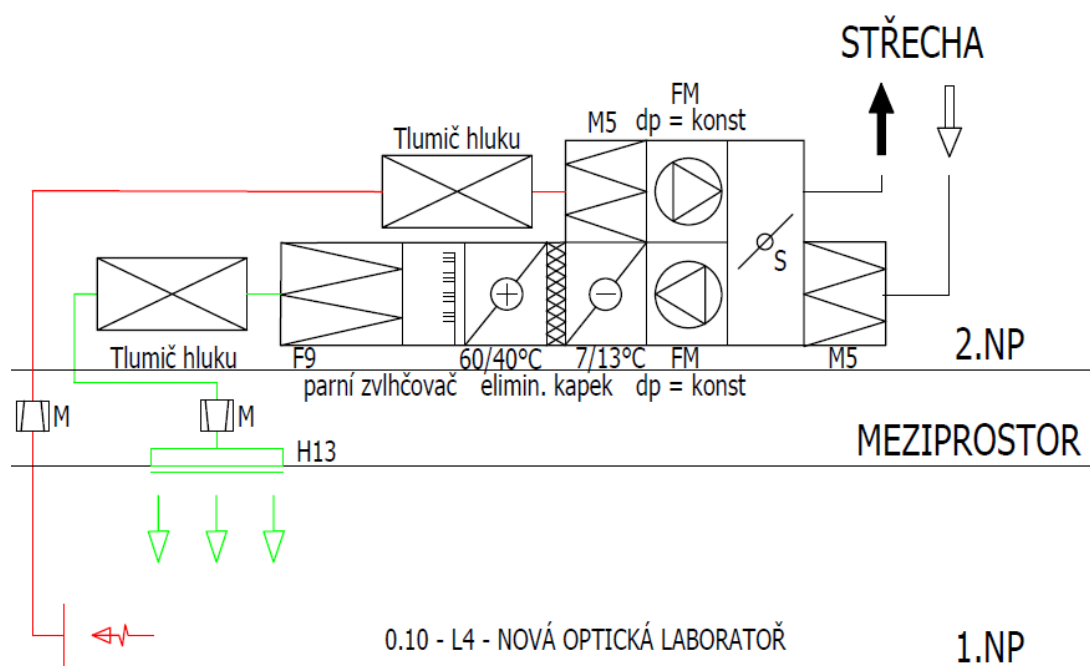 STŘECHA
FM
M5 dp = konst
Tlumič hluku
S
Tlumič hluku F9 60/40°C 7/13°C FM M5
2.NP
parní zvlhčovač elimin. kapek dp = konst
M M
MEZIPROSTOR
H13
0.10 - L4 - NOVÁ OPTICKÁ LABORATOŘ
1.NP